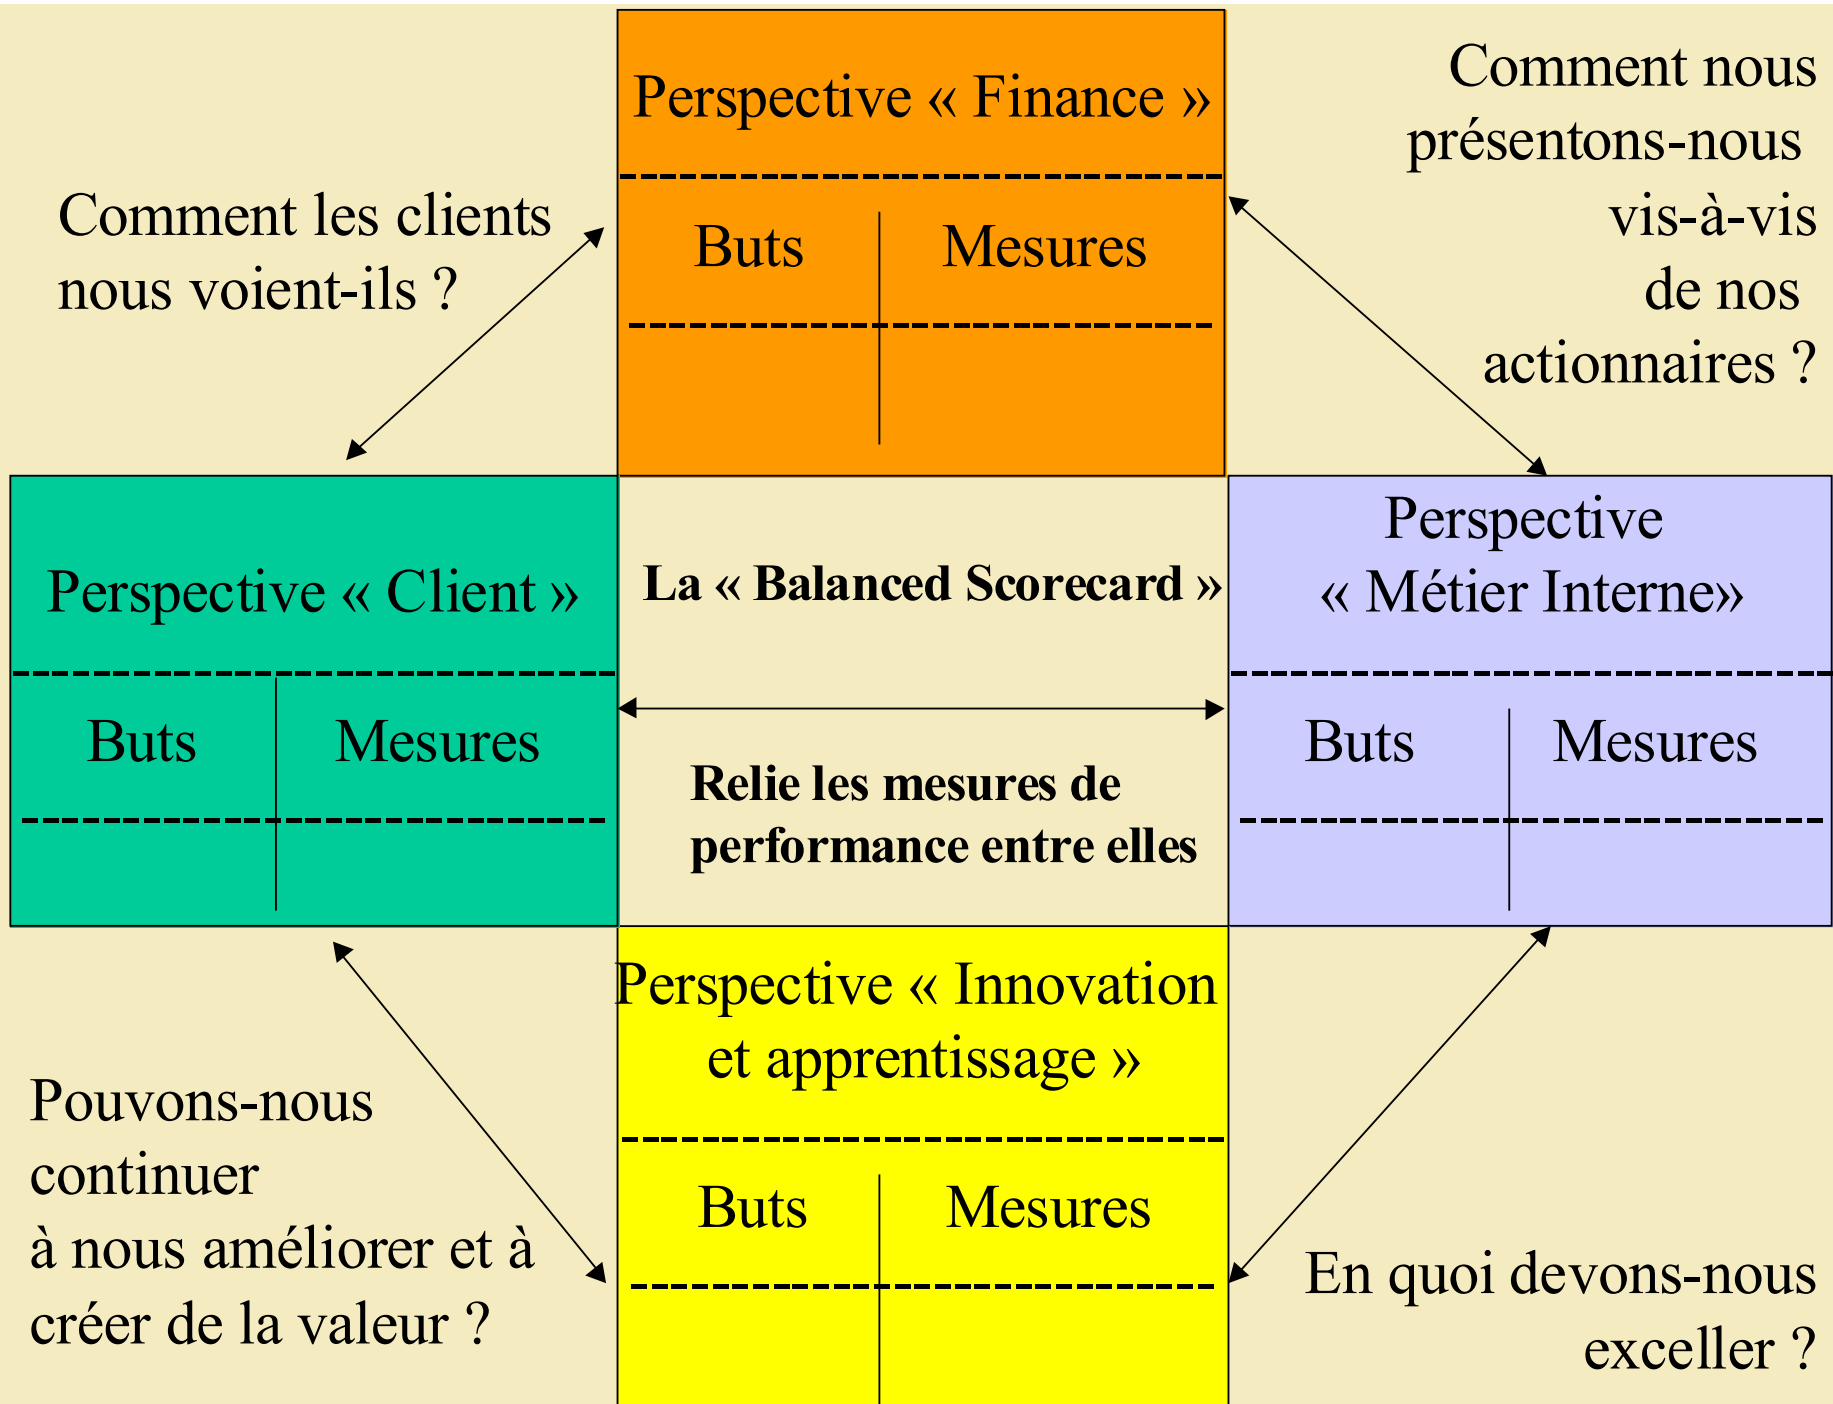 Perspective « Finance »
Buts
Mesures
Comment les clients
nous voient-ils ?
Comment nous
présentons-nous
vis-à-vis
de nos
actionnaires ?
Perspective « Client »
Buts
Mesures
La « Balanced Scorecard »
Relie les mesures de
performance entre elles
Perspective
« Métier Interne»
Buts
Mesures
Perspective « Innovation
et apprentissage »
Buts
Mesures
Pouvons-nous
continuer
à nous améliorer et à
créer de la valeur ?
En quoi devons-nous
exceller ?